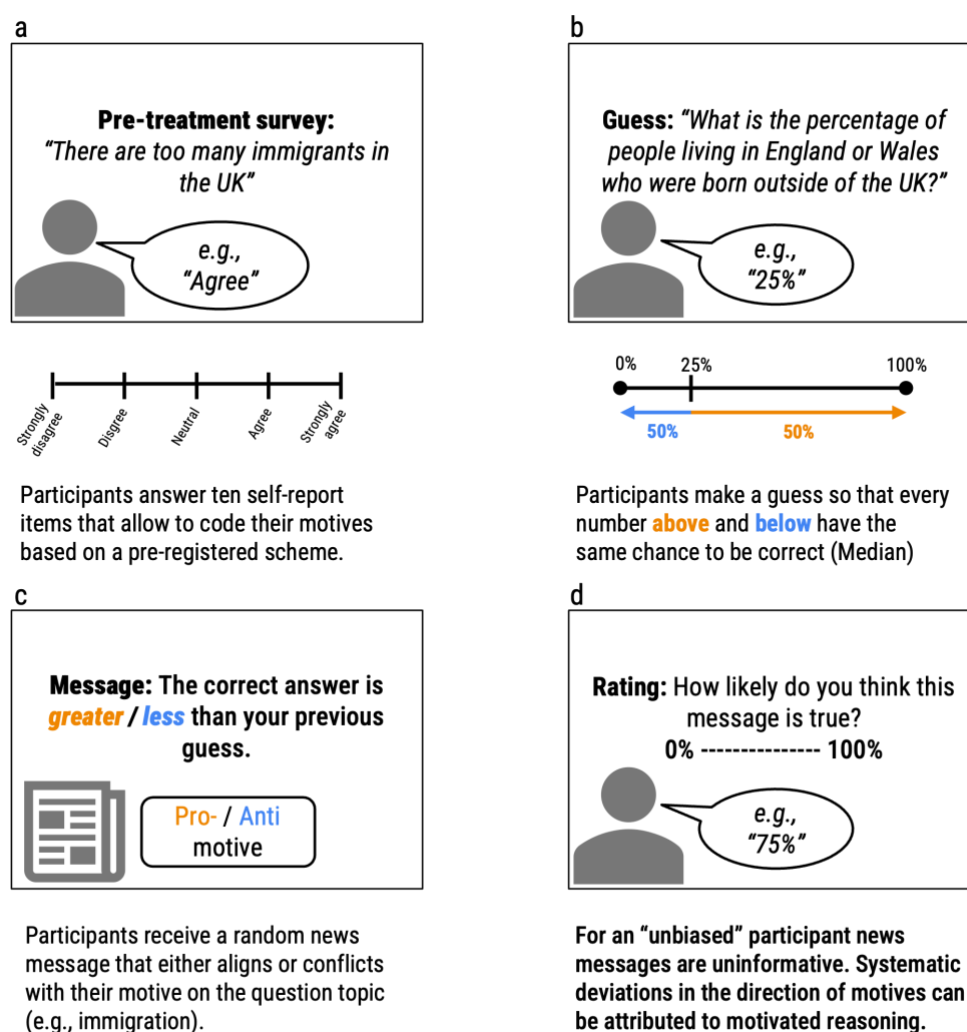 a
Pre-treatment survey:
“There are too many immigrants in
the UK”
e.g.,
“Agree”
Strongly
disagree
Disgree
Neutral
Agree
Strongly
agree
Participants answer ten self-report
items that allow to code their motives
based on a pre-registered scheme.
b
Guess: “What is the percentage of
people living in England or Wales
who were born outside of the UK?”
e.g.,
“25%”
0% 25% 100%
50% 50%
Participants make a guess so that every
number above and below have the
same chance to be correct (Median)
c
Message: The correct answer is
greater / less than your previous
guess.
Pro- / Anti
motive
Participants receive a random news
message that either aligns or conflicts
with their motive on the question topic
(e.g., immigration).
d
Rating: How likely do you think this
message is true?
0% --------------- 100%
e.g.,
“75%”
For an “unbiased” participant news
messages are uninformative. Systematic
deviations in the direction of motives can
be attributed to motivated reasoning.